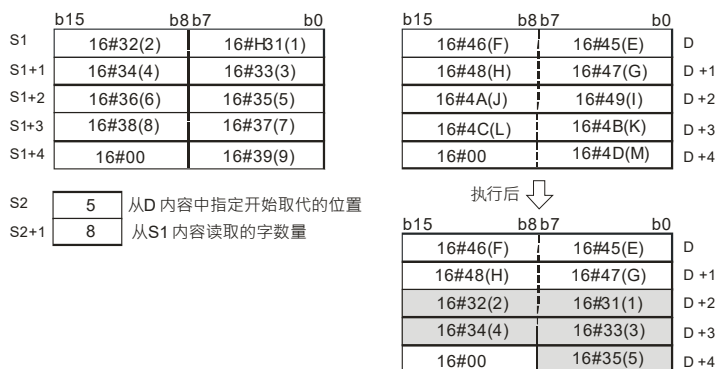 b15 b8 b7 b0
S1 16#32(2) 16#H31(1)
S1+1 16#34(4) 16#33(3)
S1+2 16#36(6) 16#35(5)
S1+3 16#38(8) 16#37(7)
S1+4 16#00 16#39(9)
S2 5 从D 内容中指定开始取代的位置
S2+1 8 从S1 内容读取的字数量
b15 b8 b7 b0
16#46(F) 16#45(E) D
16#48(H) 16#47(G) D +1
16#4A(J) 16#49(I) D +2
16#4C(L) 16#4B(K) D +3
16#00 16#4D(M) D +4
执行后
b15 b8 b7 b0
16#46(F) 16#45(E) D
16#48(H) 16#47(G) D +1
16#32(2) 16#31(1) D +2
16#34(4) 16#33(3) D +3
16#00 16#35(5) D +4